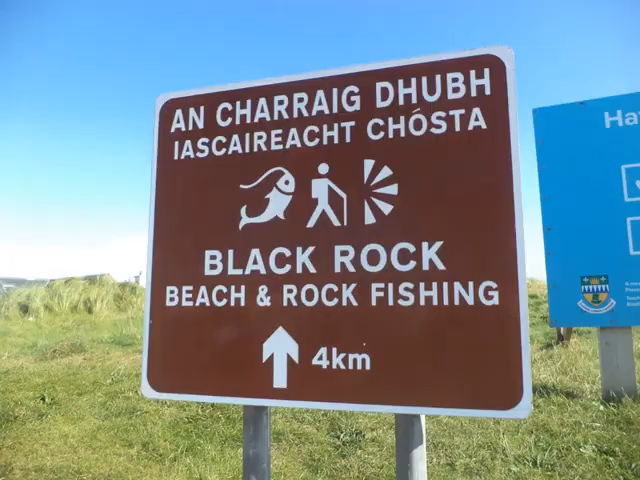 AN CHARRAIG DHUBH
IASCAIREACHT CHÓSTA
BLACK ROCK
BEACH & ROCK FISHING
4km